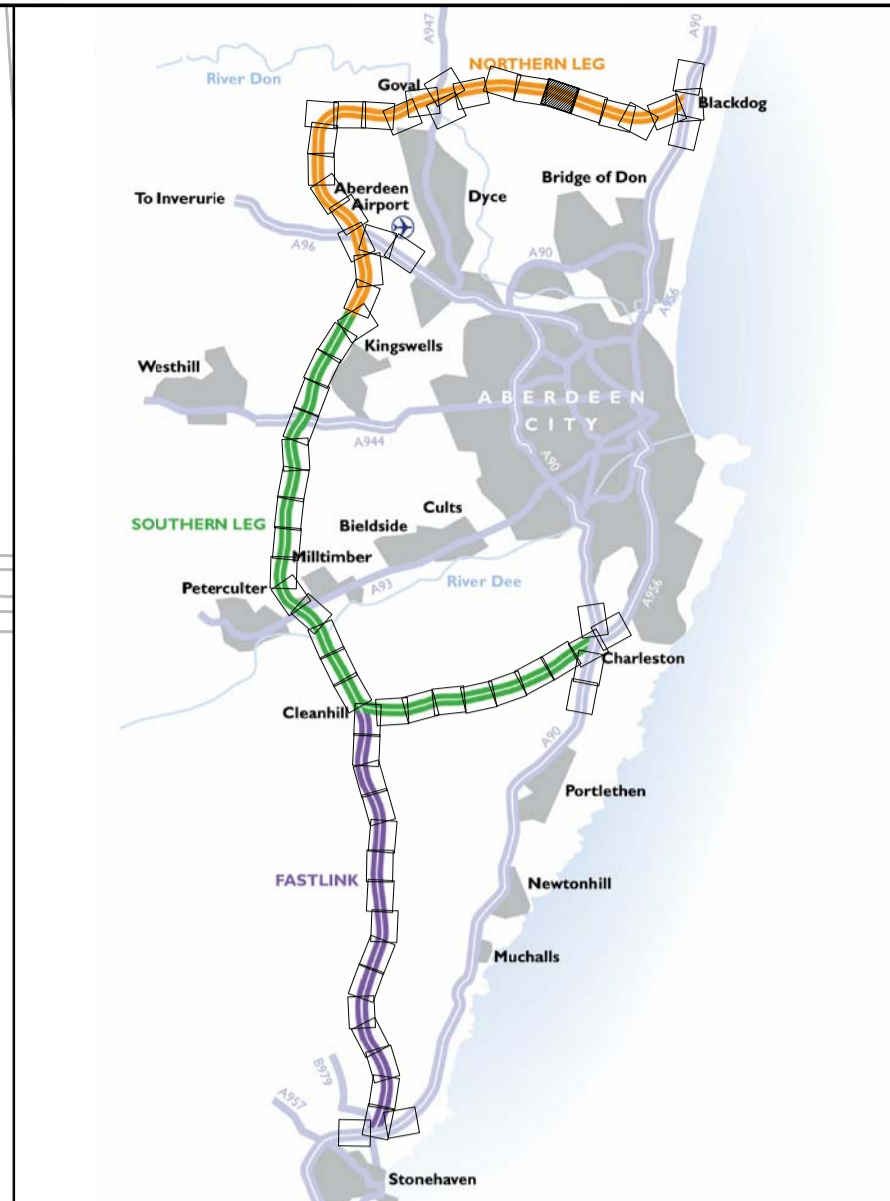 A947
A90
NORTHERN LEG
River Don
Goval
Blackdog
Bridge of Don
Aberdeen
Airport
Dyce
To Inverurie
A96
A90
A956
Kingswells
Westhill
ABERDEEN
CITY
A944
A90
Cults
SOUTHERN LEG
Bieldside
Milltimber
Peterculter
A93
River Dee
A956
Charleston
Cleanhill
A90
Portlethen
FASTLINK
Newtonhill
Muchalls
B979
A957
Stonehaven